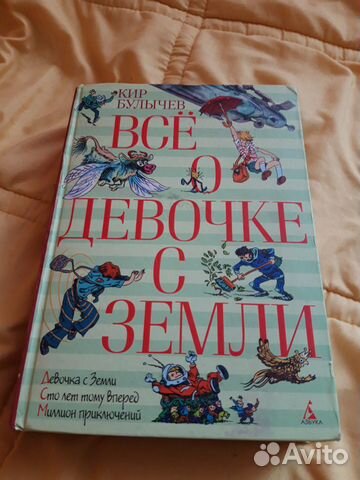 КИР
БУЛЫЧЕВ
ВСЁ
О
ДЕВОЧКЕ
С
ЗЕМЛИ
Девочка с Земли
Сто лет тому вперед
Миллион приключений
АЗБУКА
Avito